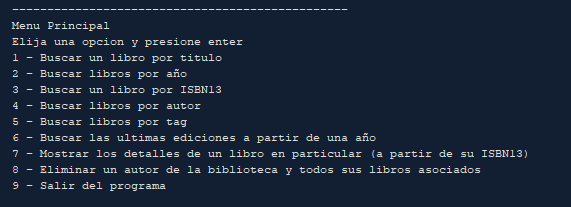 ------------------------------------------------
Menu Principal
Elija una opcion y presione enter
1 - Buscar un libro por titulo
2 - Buscar libros por año
3 - Buscar un libro por ISBN13
4 - Buscar libros por autor
5 - Buscar libros por tag
6 - Buscar las ultimas ediciones a partir de una año
7 - Mostrar los detalles de un libro en particular (a partir de su ISBN13)
8 - Eliminar un autor de la biblioteca y todos sus libros asociados
9 - Salir del programa